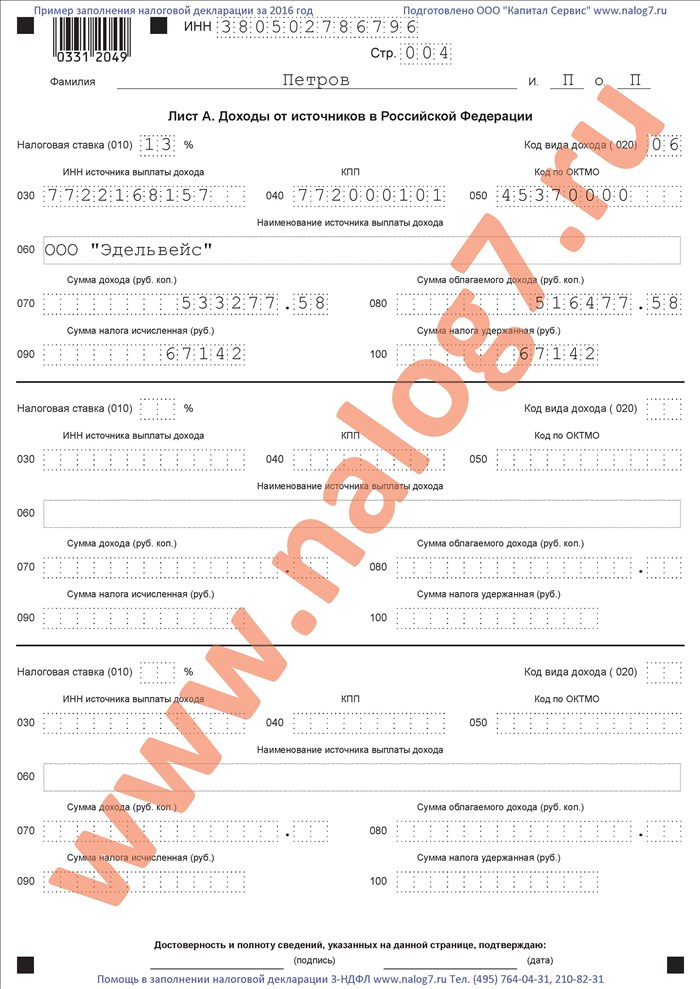 Пример заполнения налоговой декларации за 2016 год Подготовлено ООО "Капитал Сервис" www.nalog7.ru
0331 2049
ИНН 380502786796
Стр. 004
Фамилия Петров И. П О. П
Лист А. Доходы от источников в Российской Федерации
Налоговая ставка (010) 13 % Код вида дохода ( 020) 06
ИНН источника выплаты дохода КПП Код по ОКТМО
030 7722168157 040 772000101 050 45370000
Наименование источника выплаты дохода
060 ООО "Эдельвейс"
Сумма дохода (руб. коп.) Сумма облагаемого дохода (руб. коп.)
070 533277.58 080 516477.58
Сумма налога исчисленная (руб.) Сумма налога удержанная (руб.)
090 67142 100 67142
Налоговая ставка (010) % Код вида дохода ( 020)
ИНН источника выплаты дохода КПП Код по ОКТМО
030 040 050
Наименование источника выплаты дохода
060
Сумма дохода (руб. коп.) Сумма облагаемого дохода (руб. коп.)
070 . 080 .
Сумма налога исчисленная (руб.) Сумма налога удержанная (руб.)
090 100
Налоговая ставка (010) % Код вида дохода ( 020)
ИНН источника выплаты дохода КПП Код по ОКТМО
030 040 050
Наименование источника выплаты дохода
060
Сумма дохода (руб. коп.) Сумма облагаемого дохода (руб. коп.)
070 . 080 .
Сумма налога исчисленная (руб.) Сумма налога удержанная (руб.)
090 100
Достоверность и полноту сведений, указанных на данной странице, подтверждаю:
(подпись) (дата)
Помощь в заполнении налоговой декларации 3-НДФЛ www.nalog7.ru Тел. (495) 764-04-31, 210-82-31
www.nalog7.ru